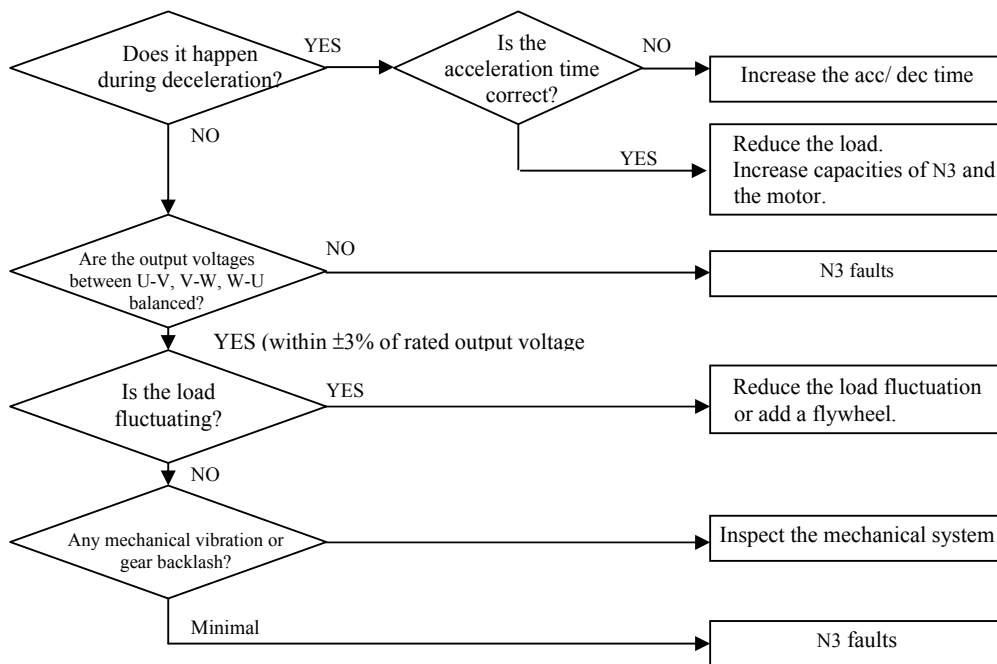 Does it happen
during deceleration?
YES
Is the
acceleration time
correct?
NO
Increase the acc/ dec time
NO
YES
Reduce the load.
Increase capacities of N3 and
the motor.
Are the output voltages
between U-V, V-W, W-U
balanced?
NO
N3 faults
YES (within ±3% of rated output voltage
Is the load
fluctuating?
YES
Reduce the load fluctuation
or add a flywheel.
NO
Any mechanical vibration or
gear backlash?
Inspect the mechanical system
Minimal
N3 faults